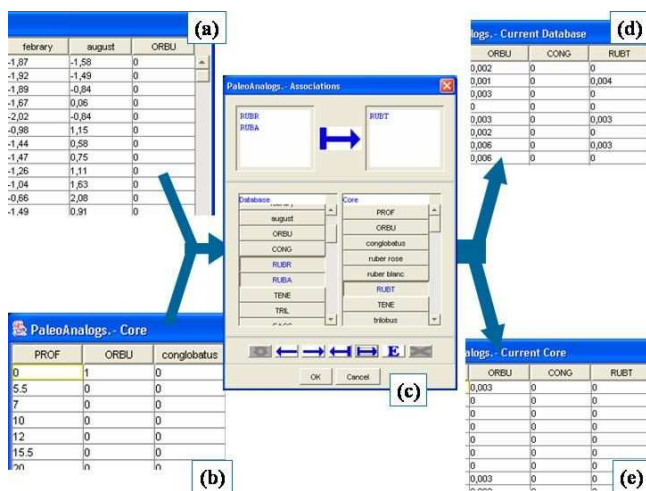 (a)
febrary august ORBU
-1,87 -1,58 0
-1,92 -1,49 0
-1,89 -0,84 0
-1,67 0,06 0
-2,02 -0,84 0
-0,98 1,15 0
-1,44 0,58 0
-1,47 0,75 0
-1,26 1,11 0
-1,04 1,63 0
-0,66 2,08 0
-1,49 0,91 0
PaleoAnalogs.- Core
PROF ORBU conglobatus
0 1 0
5.5 0 0
7 0 0
10 0 0
12 0 0
15.5 0 0
20 0 0
(b)
PaleoAnalogs.- Associations
RUBR
RUBA
RUBT
Database
august
ORBU
CONG
RUBR
RUBA
TENE
TRIL
Core
PROF
ORBU
conglobatus
ruber rose
ruber blanc
RUBT
TENE
trilobus
E
OK Cancel
(c)
(d)
logs.- Current Database
ORBU CONG RUBT
0,002 0 0
0,001 0 0,004
0,003 0 0
0 0 0
0,003 0 0,003
0,002 0 0
0,006 0 0,003
0,006 0 0
alogs.- Current Core
ORBU CONG RUBT
0,003 0 0
0 0 0
0 0 0
0 0 0
0 0 0
0 0 0
0 0 0
0,003 0 0
(e)